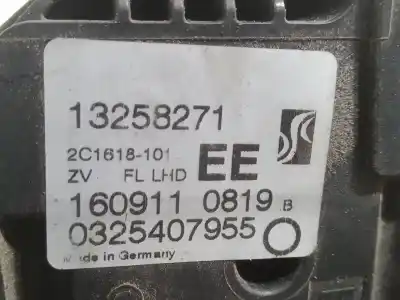 13258271
2C1618-101
ZV FL LHD EE
160911 0819 B
0325407955
Made in Germany